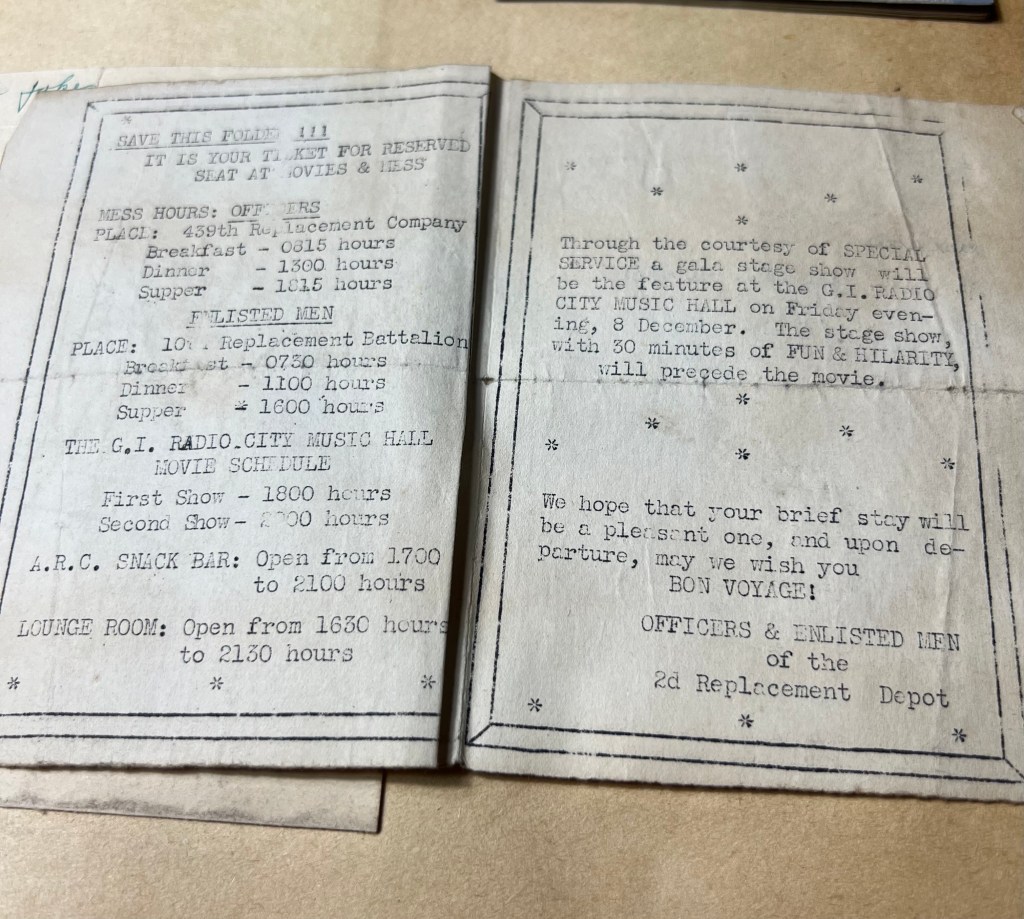 *
SAVE THIS FOLDE !!!
IT IS YOUR TICKET FOR RESERVED
SEAT AT MOVIES & MESS
MESS HOURS: OFFICERS
PLACE: 439th Replacement Company
Breakfast - 0815 hours
Dinner - 1300 hours
Supper - 1815 hours
ENLISTED MEN
PLACE: Replacement Battalion
Breakfast - 0730 hours
Dinner - 1100 hours
Supper * 1600 hours
THE G.I. RADIO CITY MUSIC HALL
MOVIE SCHEDULE
First Show - 1800 hours
Second Show - hours
A.R.C. SNACK BAR: Open from 1700
to 2100 hours
LOUNGE ROOM: Open from 1630 hours
to 2130 hours
* * *
* * *
* *
*
Through the courtesy of SPECIAL
SERVICE a gala stage show will
be the feature at the G.I. RADIO
CITY MUSIC HALL on Friday even-
ing, 8 December. The stage show,
with 30 minutes of FUN & HILARITY,
will precede the movie.
*
* *
* * *
We hope that your brief stay will
be a pleasant one, and upon de-
parture, may we wish you
BON VOYAGE!
OFFICERS & ENLISTED MEN
of the
2d Replacement Depot
* * *